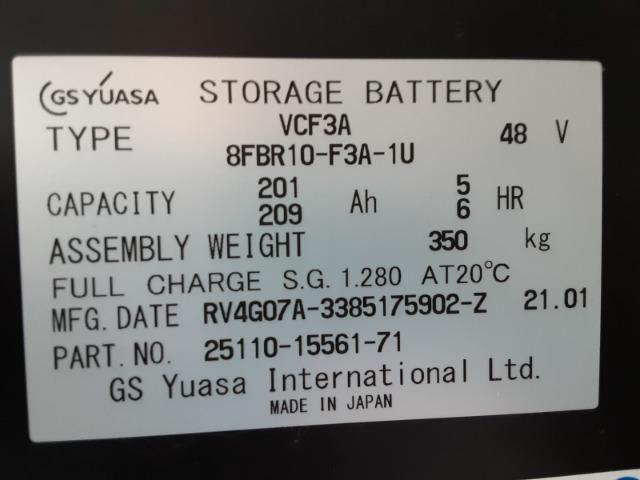 GS YUASA STORAGE BATTERY
TYPE VCF3A 48 V
8FBR10-F3A-1U
CAPACITY 201 Ah 5 HR
209 6
ASSEMBLY WEIGHT 350 kg
FULL CHARGE S.G. 1.280 AT20℃
MFG. DATE RV4G07A-3385175902-Z 21.01
PART. NO. 25110-15561-71
GS Yuasa International Ltd.
MADE IN JAPAN